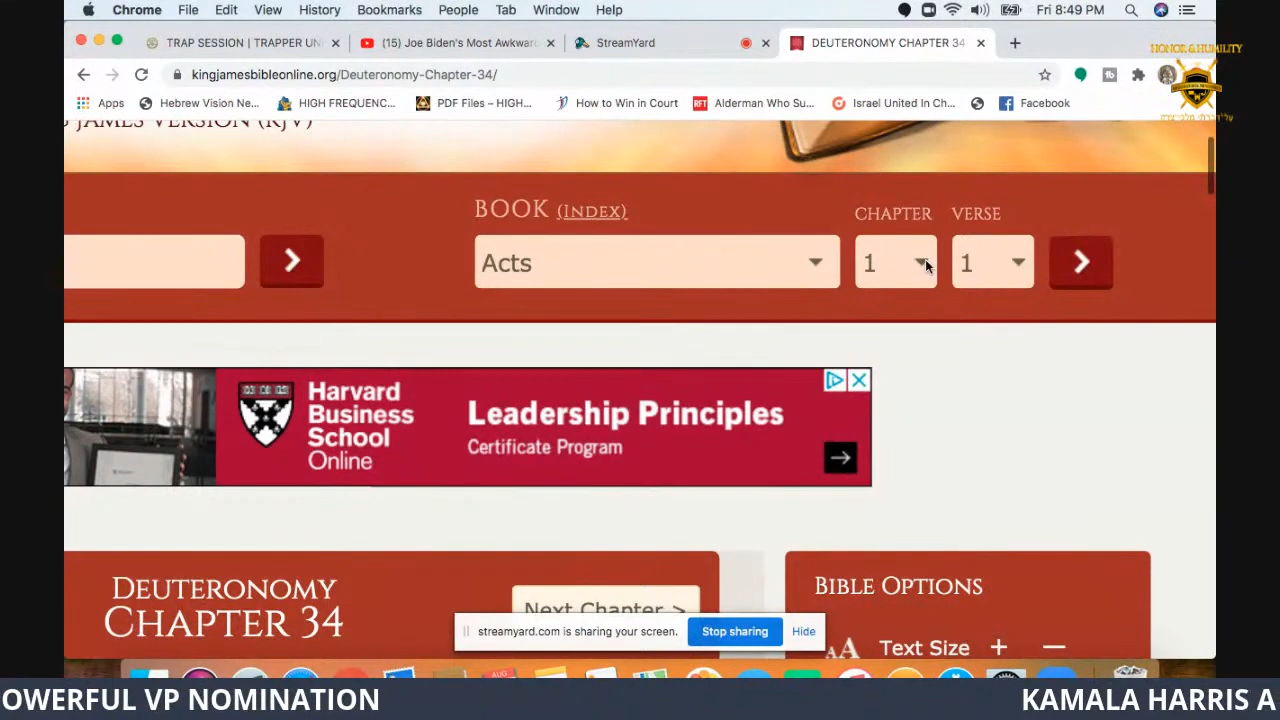 Chrome File Edit View History Bookmarks People Tab Window Help Fri 8:49 PM
TRAP SESSION | TRAPPER UN (15) Joe Biden's Most Awkwar StreamYard DEUTERONOMY CHAPTER 34
kingjamesbibleonline.org/Deuteronomy-Chapter-34/
HONOR & HUMILITY
Apps Hebrew Vision Ne... HIGH FREQUENC... PDF Files – HIGH... How to Win in Court RFT Alderman Who Su... Israel United In Ch... Facebook
JAMES VERSION (KJV)
BOOK (INDEX) CHAPTER VERSE
Acts 1 1
Harvard
Business
School
Online
Leadership Principles
Certificate Program
DEUTERONOMY
CHAPTER 34
Next Chapter >
BIBLE OPTIONS
streamyard.com is sharing your screen. Stop sharing Hide
AA Text Size + —
AUG
OWERFUL VP NOMINATION KAMALA HARRIS A